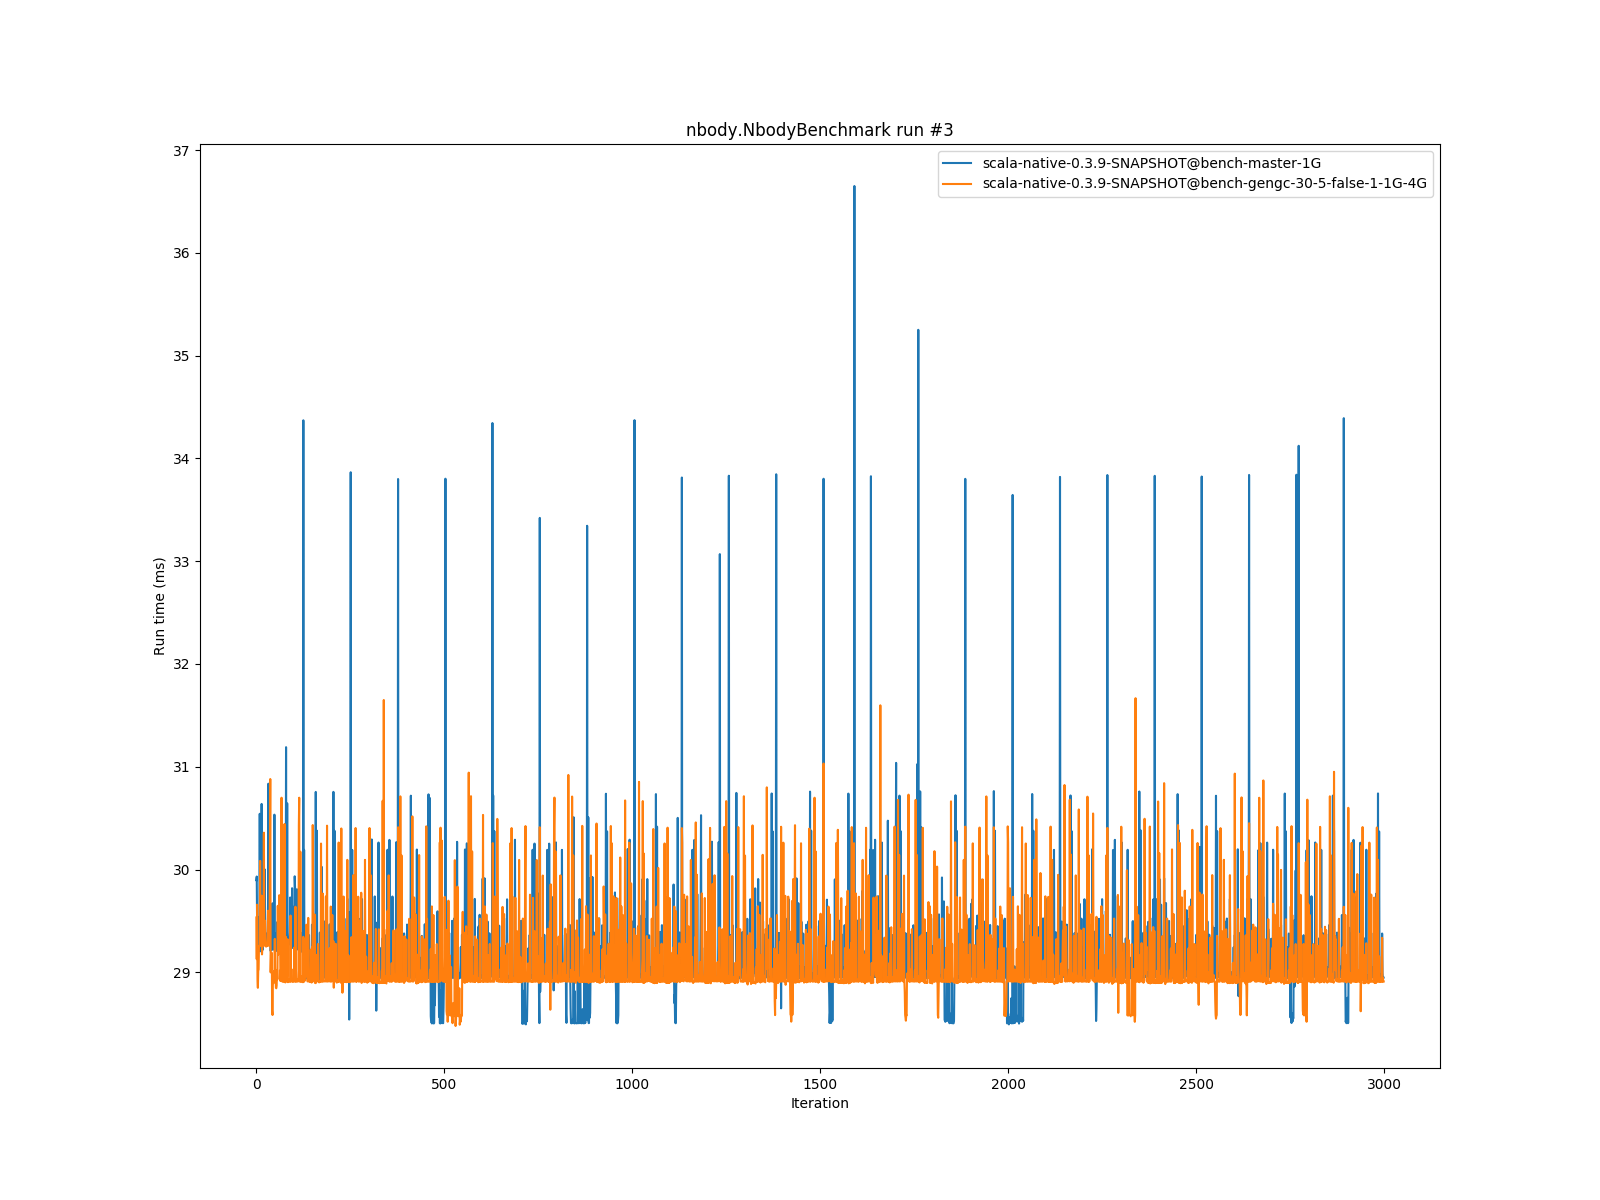 nbody.NbodyBenchmark run #3
scala-native-0.3.9-SNAPSHOT@bench-master-1G
scala-native-0.3.9-SNAPSHOT@bench-gengc-30-5-false-1-1G-4G
37
36
35
34
33
32
31
30
29
Run time (ms)
0 500 1000 1500 2000 2500 3000
Iteration